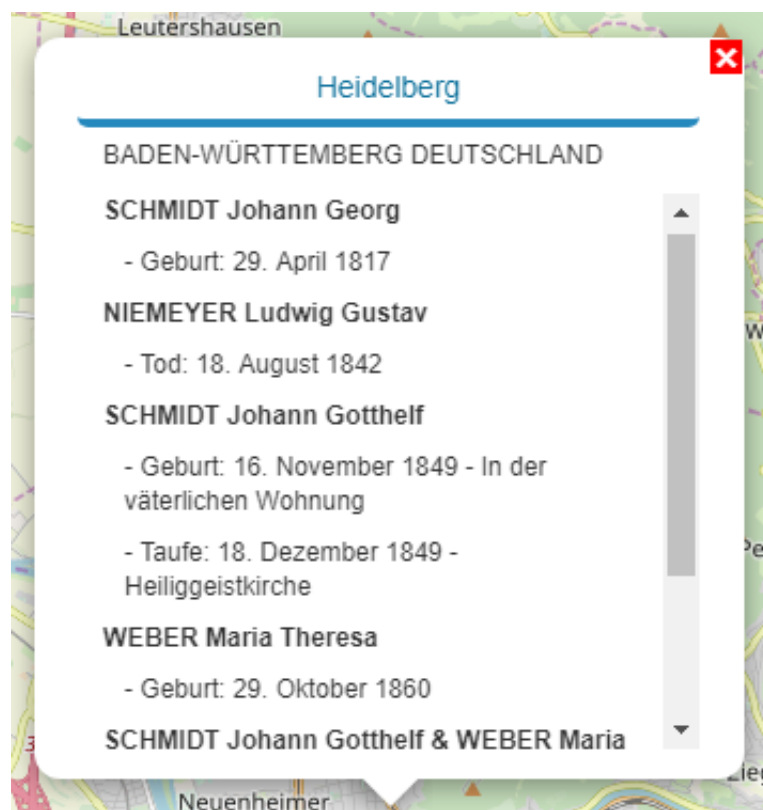 Leutershausen
Heidelberg
BADEN-WÜRTTEMBERG DEUTSCHLAND
SCHMIDT Johann Georg
- Geburt: 29. April 1817
NIEMEYER Ludwig Gustav
- Tod: 18. August 1842
SCHMIDT Johann Gotthelf
- Geburt: 16. November 1849 - In der
väterlichen Wohnung
- Taufe: 18. Dezember 1849 -
Heiliggeistkirche
WEBER Maria Theresa
- Geburt: 29. Oktober 1860
SCHMIDT Johann Gotthelf & WEBER Maria
Neuenheimer